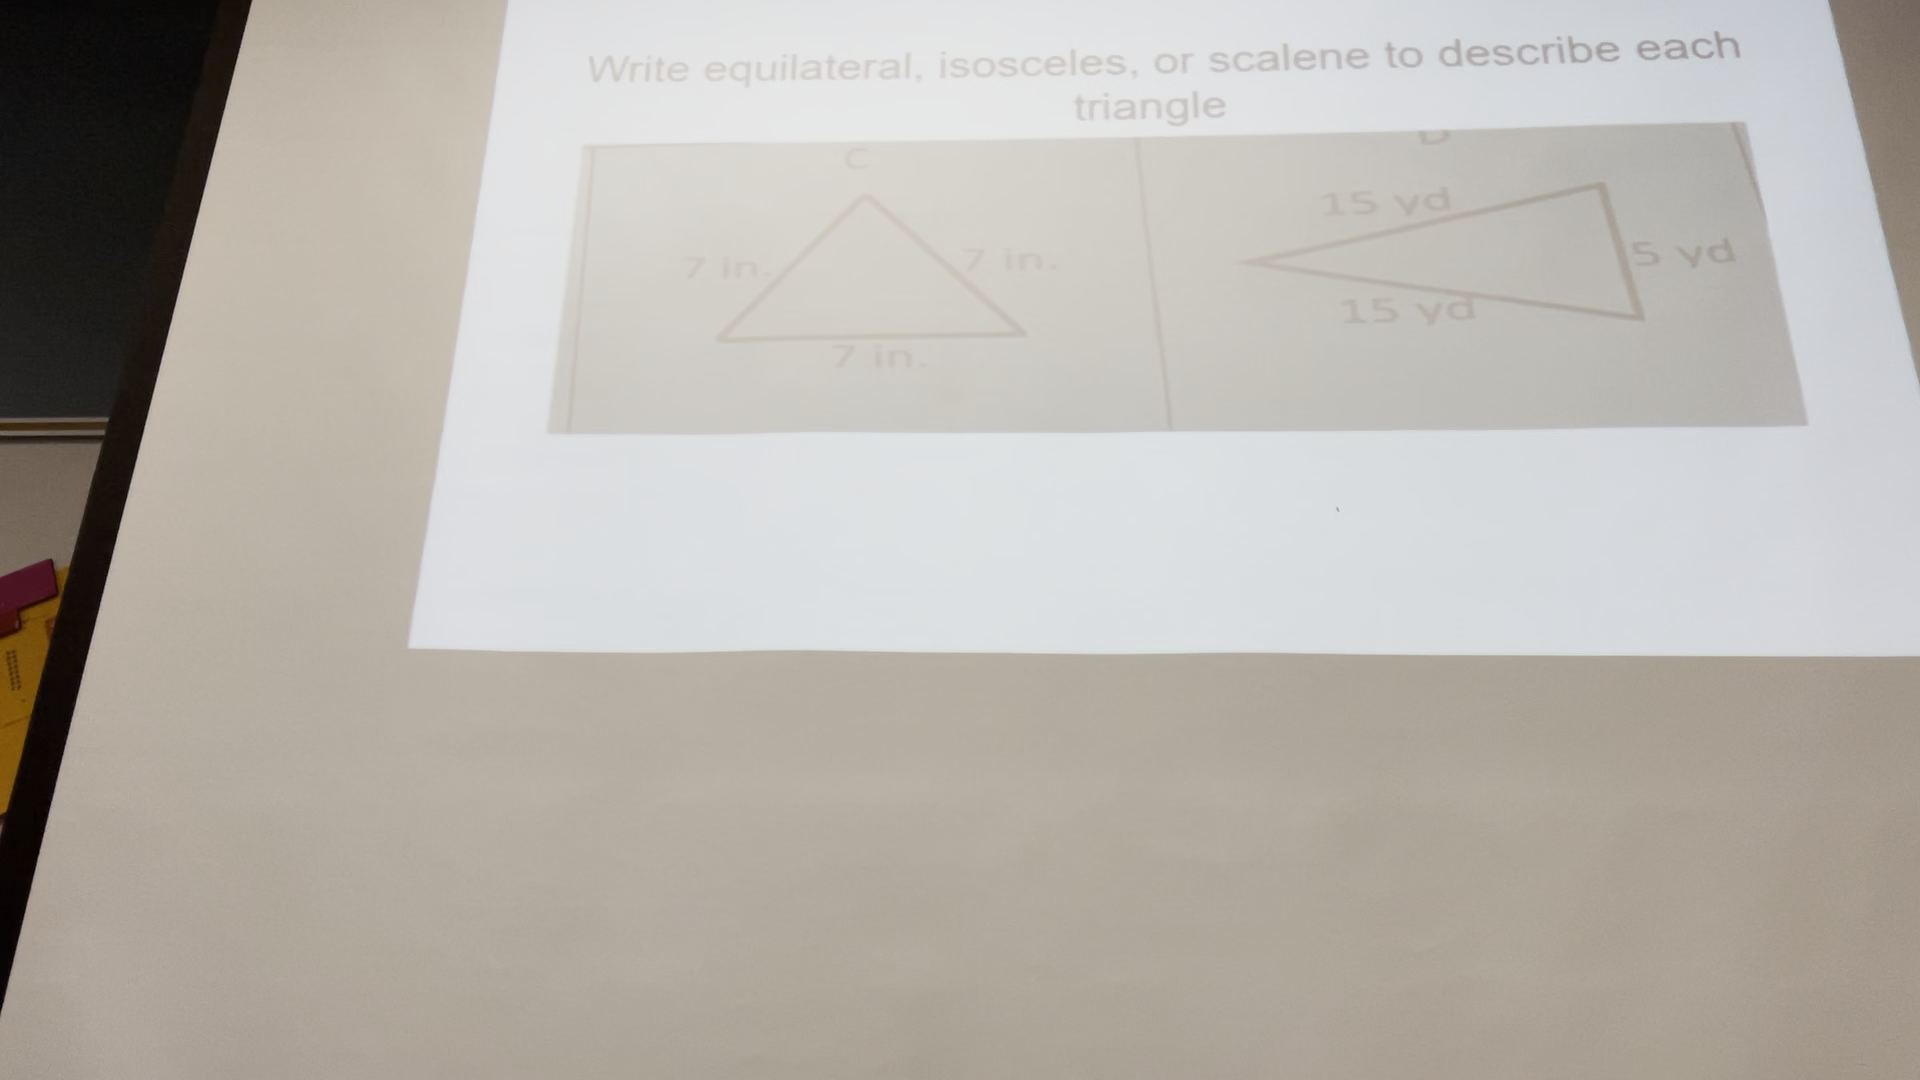 Write equilateral, isosceles, or scalene to describe each
triangle
C
D
7 in.
7 in.
7 in.
15 yd
5 yd
15 yd